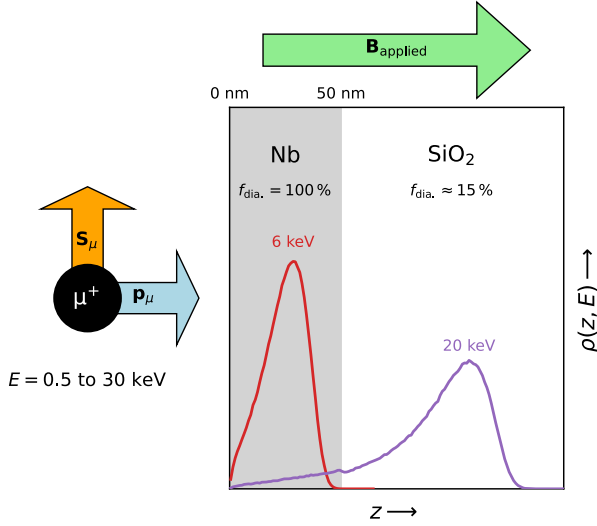 B_applied
0 nm 50 nm
Nb SiO₂
f_dia. = 100 % f_dia. ≈ 15 %
S_μ
6 keV
μ⁺ p_μ
20 keV
E = 0.5 to 30 keV
ρ(z, E) ⟶
z ⟶